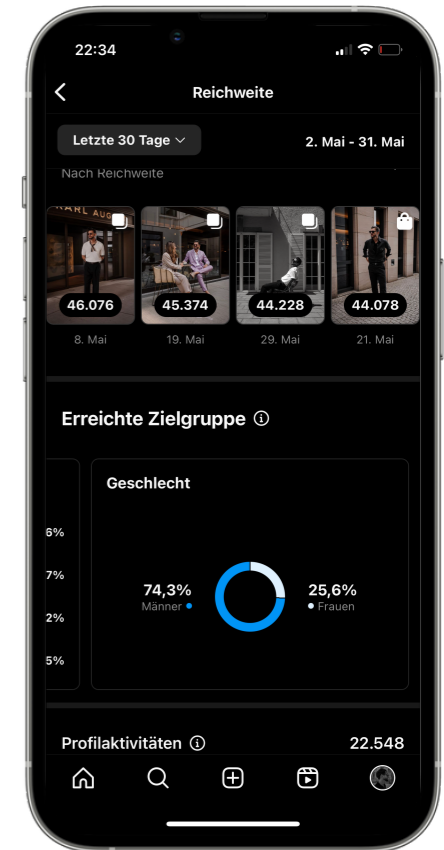 22:34
Reichweite
Letzte 30 Tage
2. Mai - 31. Mai
Nach Reichweite
KARL AUG
46.076
45.374
44.228
44.078
8. Mai
19. Mai
29. Mai
21. Mai
Erreichte Zielgruppe
Geschlecht
6%
7%
2%
5%
74,3%
Männer
25,6%
Frauen
Profilaktivitäten
22.548